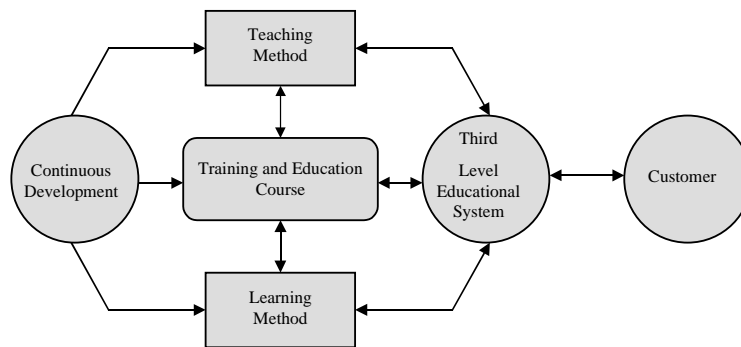 Teaching
Method
Continuous
Development
Training and Education
Course
Third
Level
Educational
System
Customer
Learning
Method